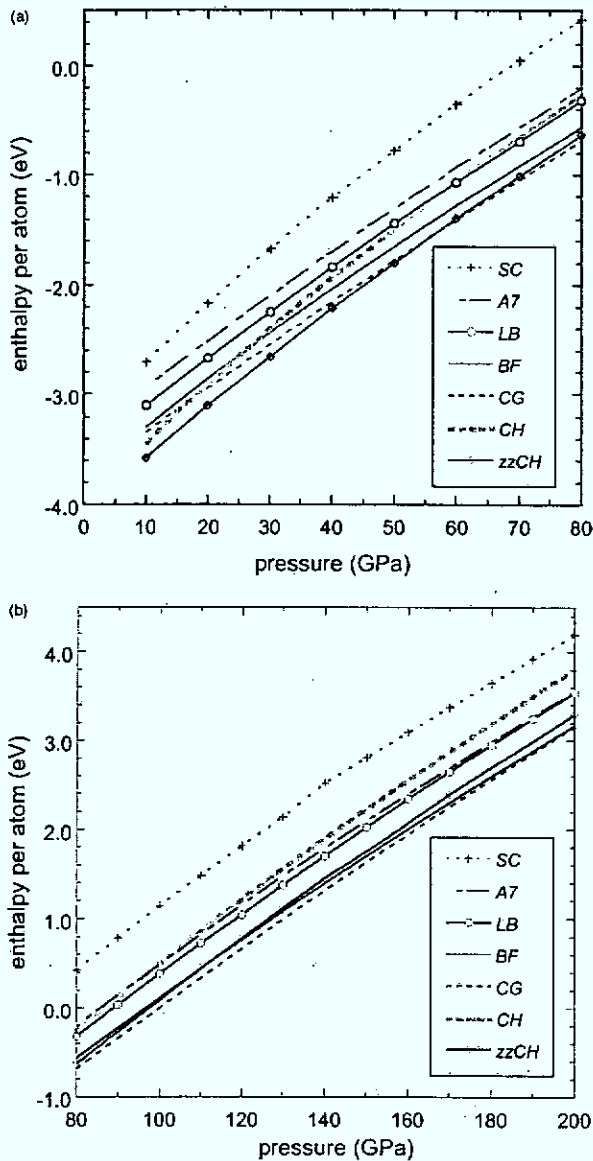 (a)
0.0
-1.0
-2.0
-3.0
-4.0
enthalpy per atom (eV)
SC
A7
LB
BF
CG
CH
zzCH
0 10 20 30 40 50 60 70 80
pressure (GPa)
(b)
4.0
3.0
2.0
1.0
0.0
-1.0
enthalpy per atom (eV)
SC
A7
LB
BF
CG
CH
zzCH
80 100 120 140 160 180 200
pressure (GPa)